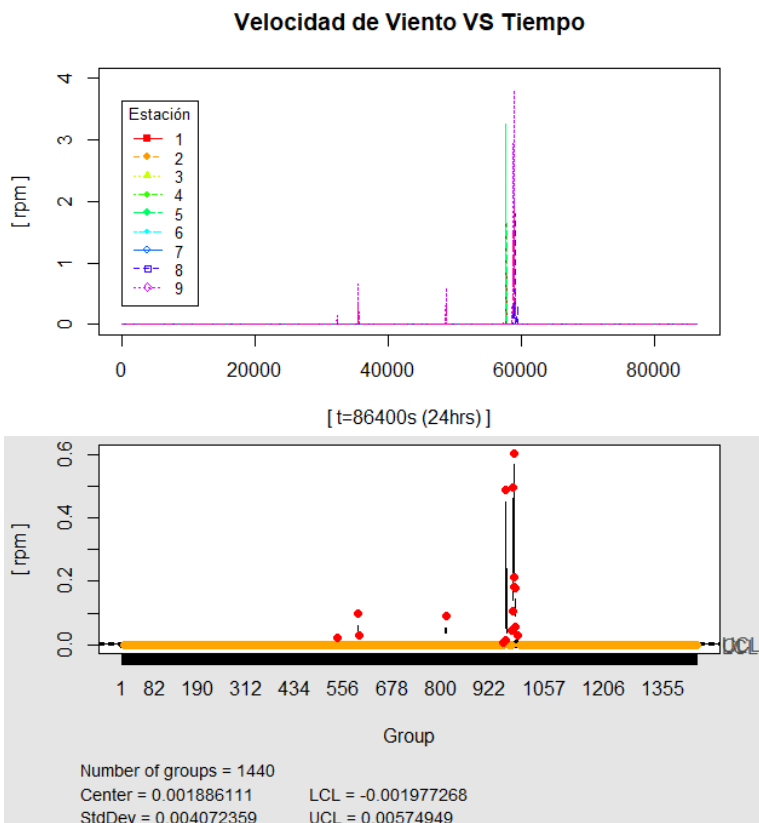 Velocidad de Viento VS Tiempo
4
3
2
1
0
[ rpm ]
Estación
1
2
3
4
5
6
7
8
9
0 20000 40000 60000 80000
[ t=86400s (24hrs) ]
0.6
0.4
0.2
0.0
[ rpm ]
UCL
1 82 190 312 434 556 678 800 922 1057 1206 1355
Group
Number of groups = 1440
Center = 0.001886111 LCL = -0.001977268
StdDev = 0.004072359 UCL = 0.00574949